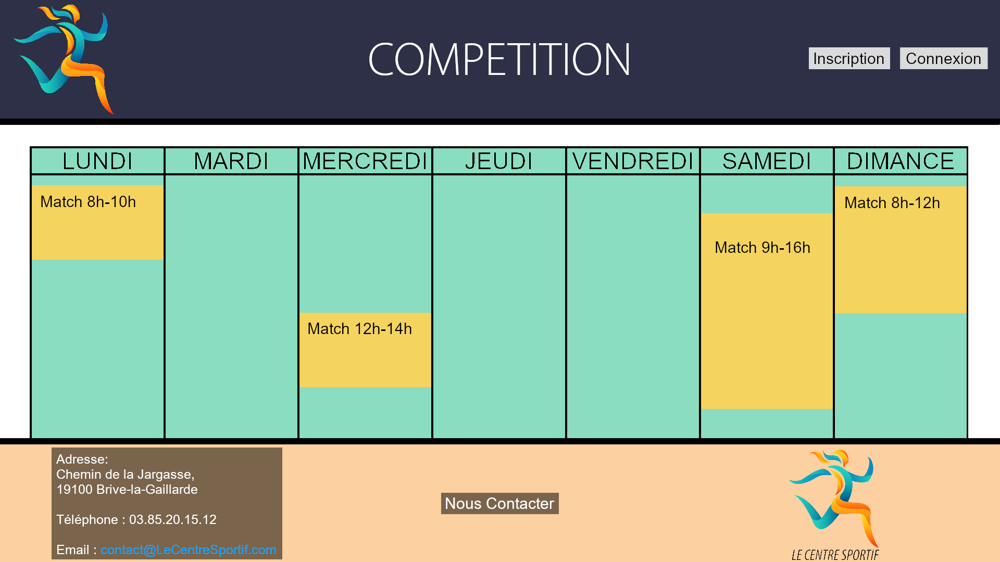 COMPETITION
Inscription
Connexion
LUNDI
MARDI
MERCREDI
JEUDI
VENDREDI
SAMEDI
DIMANCE
Match 8h-10h
Match 8h-12h
Match 9h-16h
Match 12h-14h
Adresse:
Chemin de la Jargasse,
19100 Brive-la-Gaillarde
Téléphone : 03.85.20.15.12
Email : contact@LeCentreSportif.com
Nous Contacter
LE CENTRE SPORTIF